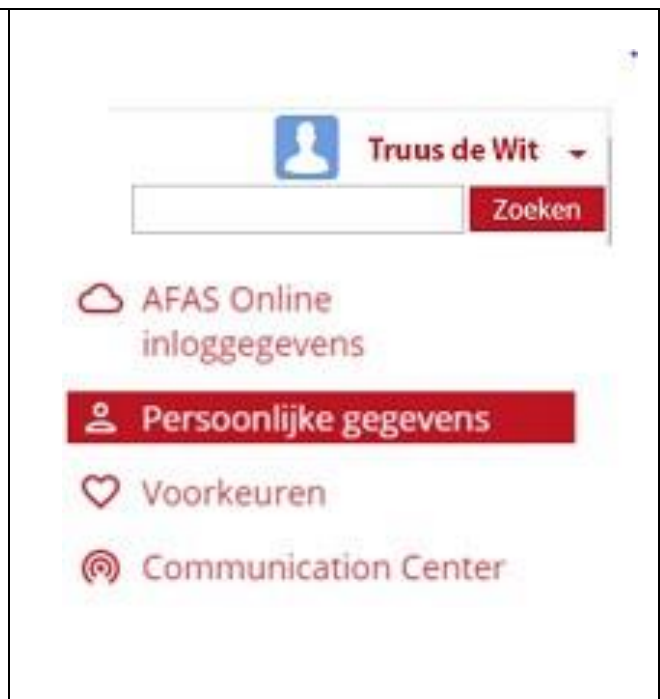 Truus de Wit
Zoeken
AFAS Online
inloggegevens
Persoonlijke gegevens
Voorkeuren
Communication Center